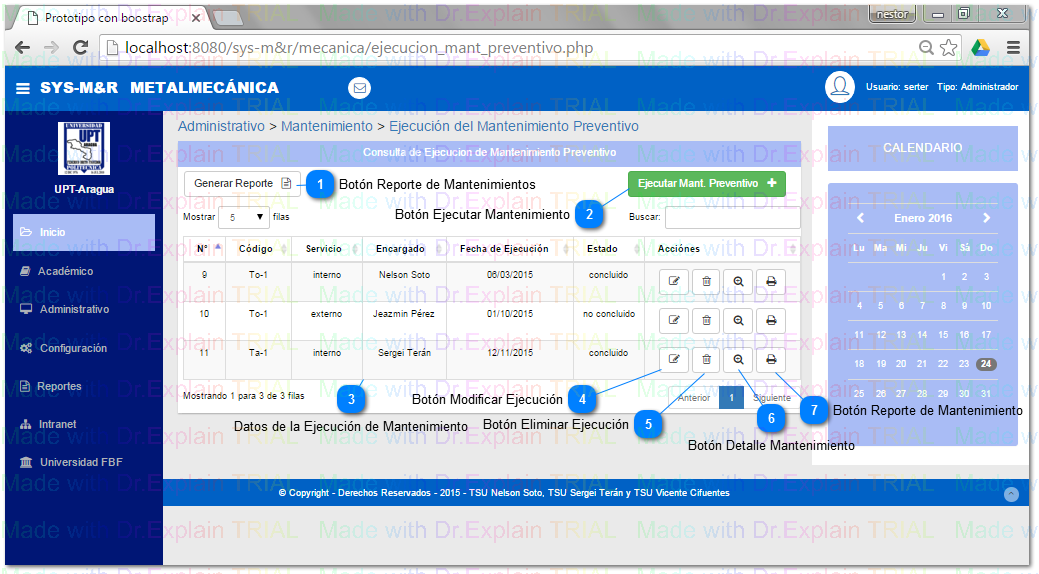 Prototipo con boostrap
nestor
localhost:8080/sys-m&r/mecanica/ejecucion_mant_preventivo.php
SYS-M&R METALMECÁNICA
Usuario: serter Tipo: Administrador
UNIVERSIDAD
UPT
ARAGUA
POLITECNICA
UPT-Aragua
Inicio
Académico
Administrativo
Configuración
Reportes
Intranet
Universidad FBF
Administrativo > Mantenimiento > Ejecución del Mantenimiento Preventivo
Consulta de Ejecucion de Mantenimiento Preventivo
Generar Reporte
1 Botón Reporte de Mantenimientos
Ejecutar Mant. Preventivo
Botón Ejecutar Mantenimiento 2
Mostrar 5 filas
Buscar:
N° Código Servicio Encargado Fecha de Ejecución Estado Acciónes
9 To-1 interno Nelson Soto 06/03/2015 concluido
10 To-1 externo Jeazmin Pérez 01/10/2015 no concluido
11 Ta-1 interno Sergei Terán 12/11/2015 concluido
Mostrando 1 para 3 de 3 filas
Anterior 1 Siguiente
3
Datos de la Ejecución de Mantenimiento
Botón Modificar Ejecución 4
Botón Eliminar Ejecución 5
6
Botón Detalle Mantenimiento
7 Botón Reporte de Mantenimiento
CALENDARIO
Enero 2016
Lu Ma Mi Ju Vi Sá Do
1 2 3
4 5 6 7 8 9 10
11 12 13 14 15 16 17
18 19 20 21 22 23 24
25 26 27 28 29 30 31
© Copyright - Derechos Reservados - 2015 - TSU Nelson Soto, TSU Sergei Terán y TSU Vicente Cifuentes
Made with Dr.Explain TRIAL